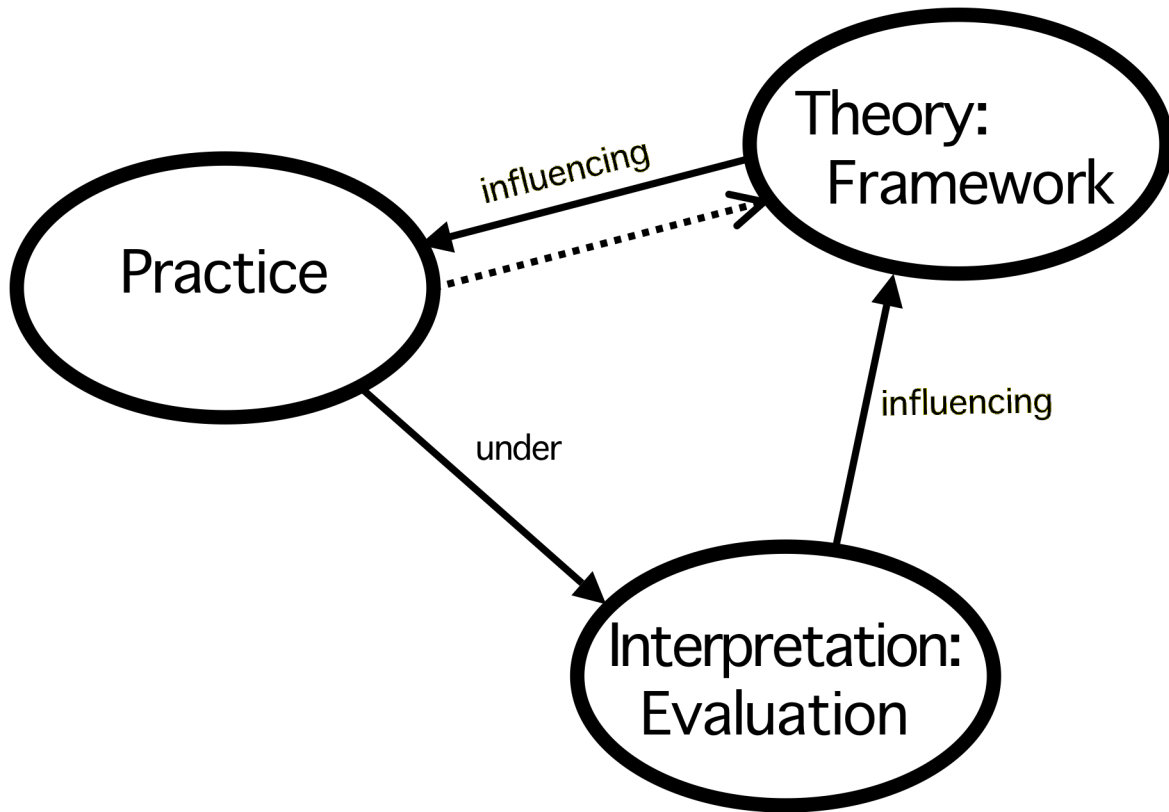 Theory:
Framework
influencing
Practice
influencing
under
Interpretation:
Evaluation